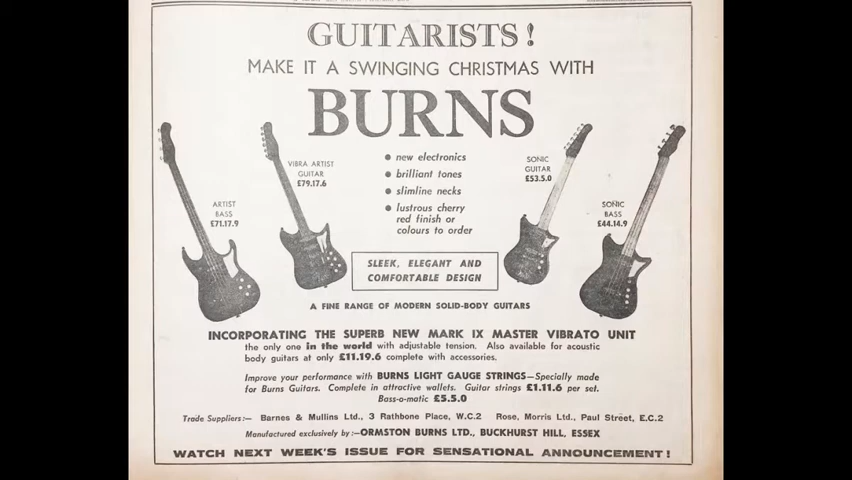 GUITARISTS!
MAKE IT A SWINGING CHRISTMAS WITH
BURNS
ARTIST
BASS
£71.17.9
VIBRA ARTIST
GUITAR
£79.17.6
● new electronics
● brilliant tones
● slimline necks
● lustrous cherry
red finish or
colours to order
SONIC
GUITAR
£53.5.0
SONIC
BASS
£44.14.9
SLEEK, ELEGANT AND
COMFORTABLE DESIGN
A FINE RANGE OF MODERN SOLID-BODY GUITARS
INCORPORATING THE SUPERB NEW MARK IX MASTER VIBRATO UNIT
the only one in the world with adjustable tension. Also available for acoustic
body guitars at only £11.19.6 complete with accessories.
Improve your performance with BURNS LIGHT GAUGE STRINGS—Specially made
for Burns Guitars. Complete in attractive wallets. Guitar strings £1.11.6 per set.
Bass-o-matic £5.5.0
Trade Suppliers:— Barnes & Mullins Ltd., 3 Rathbone Place, W.C.2 Rose, Morris Ltd., Paul Street, E.C.2
Manufactured exclusively by:—ORMSTON BURNS LTD., BUCKHURST HILL, ESSEX
WATCH NEXT WEEK'S ISSUE FOR SENSATIONAL ANNOUNCEMENT!